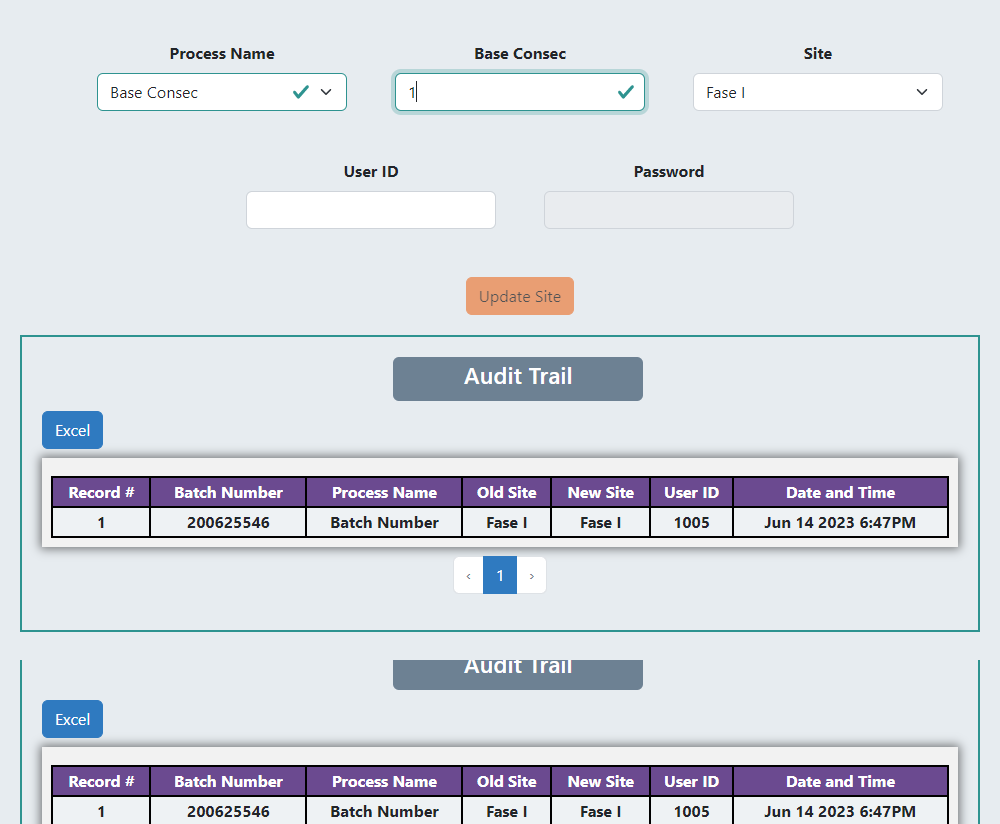 Process Name Base Consec Site
Base Consec 1 Fase I
User ID Password
Update Site
Audit Trail
Excel
Record # Batch Number Process Name Old Site New Site User ID Date and Time
1 200625546 Batch Number Fase I Fase I 1005 Jun 14 2023 6:47PM
‹ 1 ›
Audit Trail
Excel
Record # Batch Number Process Name Old Site New Site User ID Date and Time
1 200625546 Batch Number Fase I Fase I 1005 Jun 14 2023 6:47PM